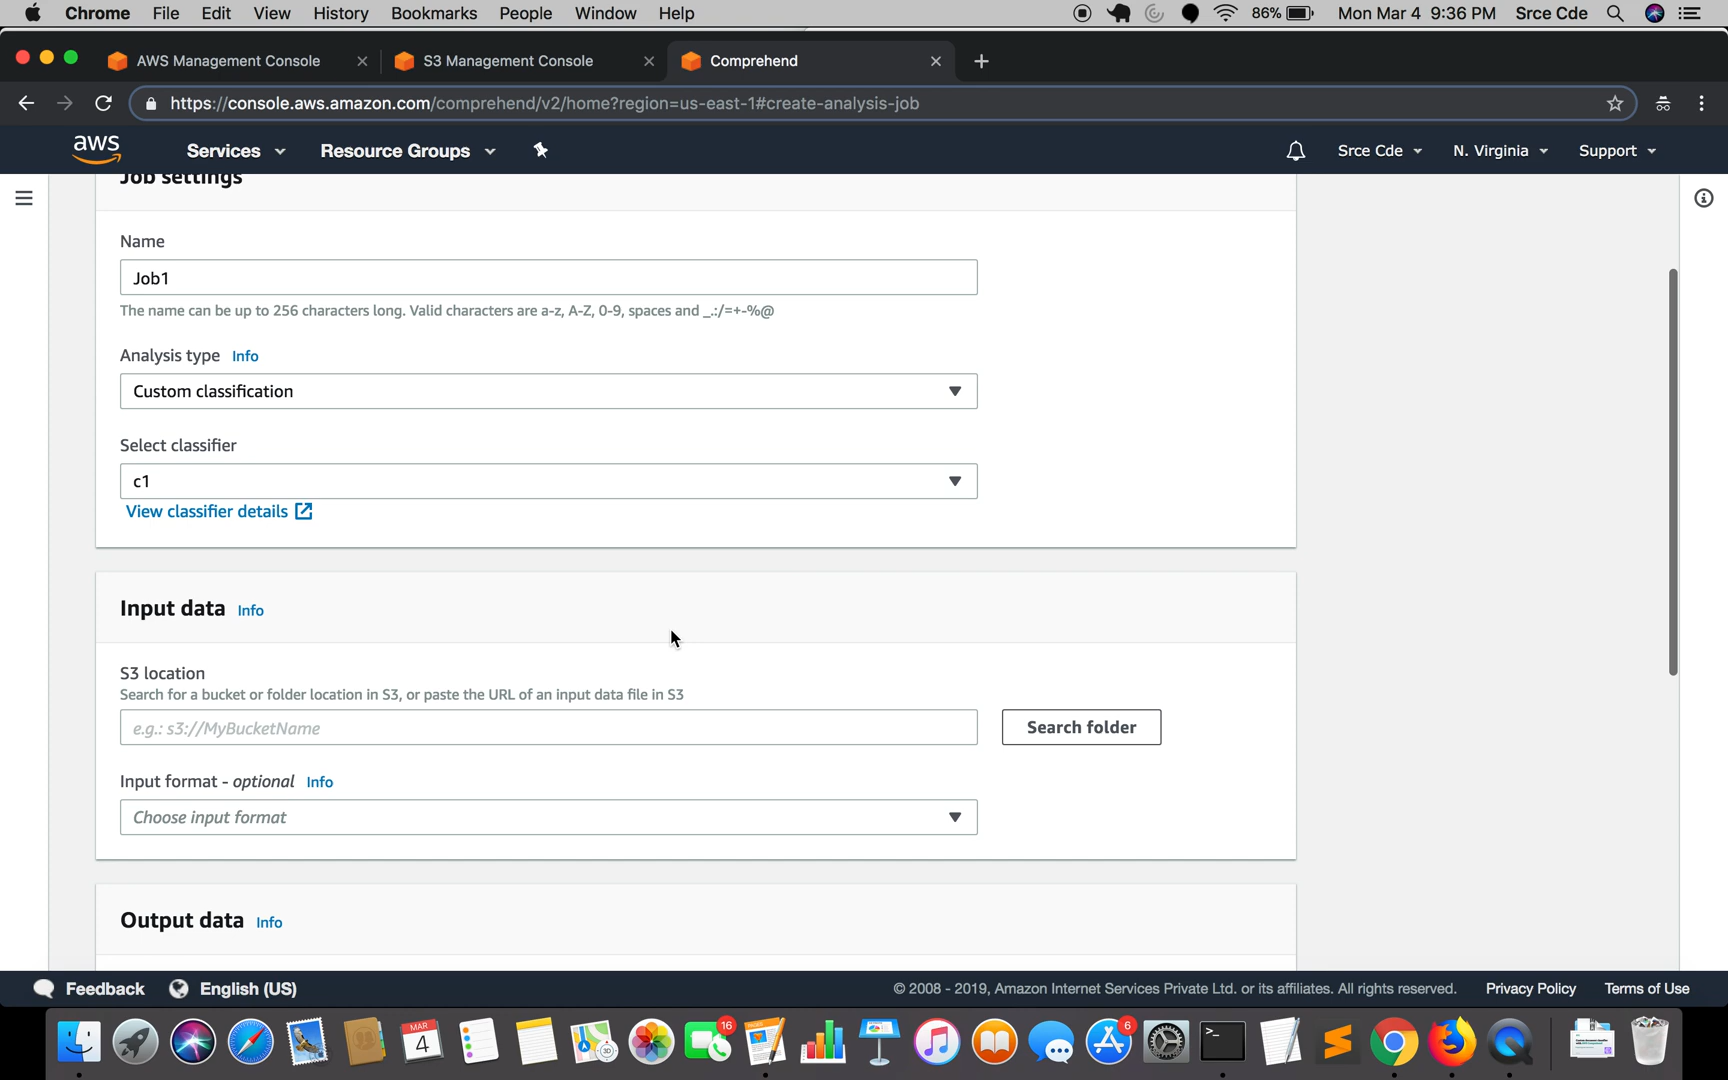 Chrome File Edit View History Bookmarks People Window Help 86% Mon Mar 4 9:36 PM Srce Cde
AWS Management Console S3 Management Console Comprehend
https://console.aws.amazon.com/comprehend/v2/home?region=us-east-1#create-analysis-job
aws Services Resource Groups Srce Cde N. Virginia Support
Job settings
Name
Job1
The name can be up to 256 characters long. Valid characters are a-z, A-Z, 0-9, spaces and _.:/=+-%@
Analysis type Info
Custom classification
Select classifier
c1
View classifier details
Input data Info
S3 location
Search for a bucket or folder location in S3, or paste the URL of an input data file in S3
e.g.: s3://MyBucketName Search folder
Input format - optional Info
Choose input format
Output data Info
Feedback English (US) © 2008 - 2019, Amazon Internet Services Private Ltd. or its affiliates. All rights reserved. Privacy Policy Terms of Use
MAR
4
16
6